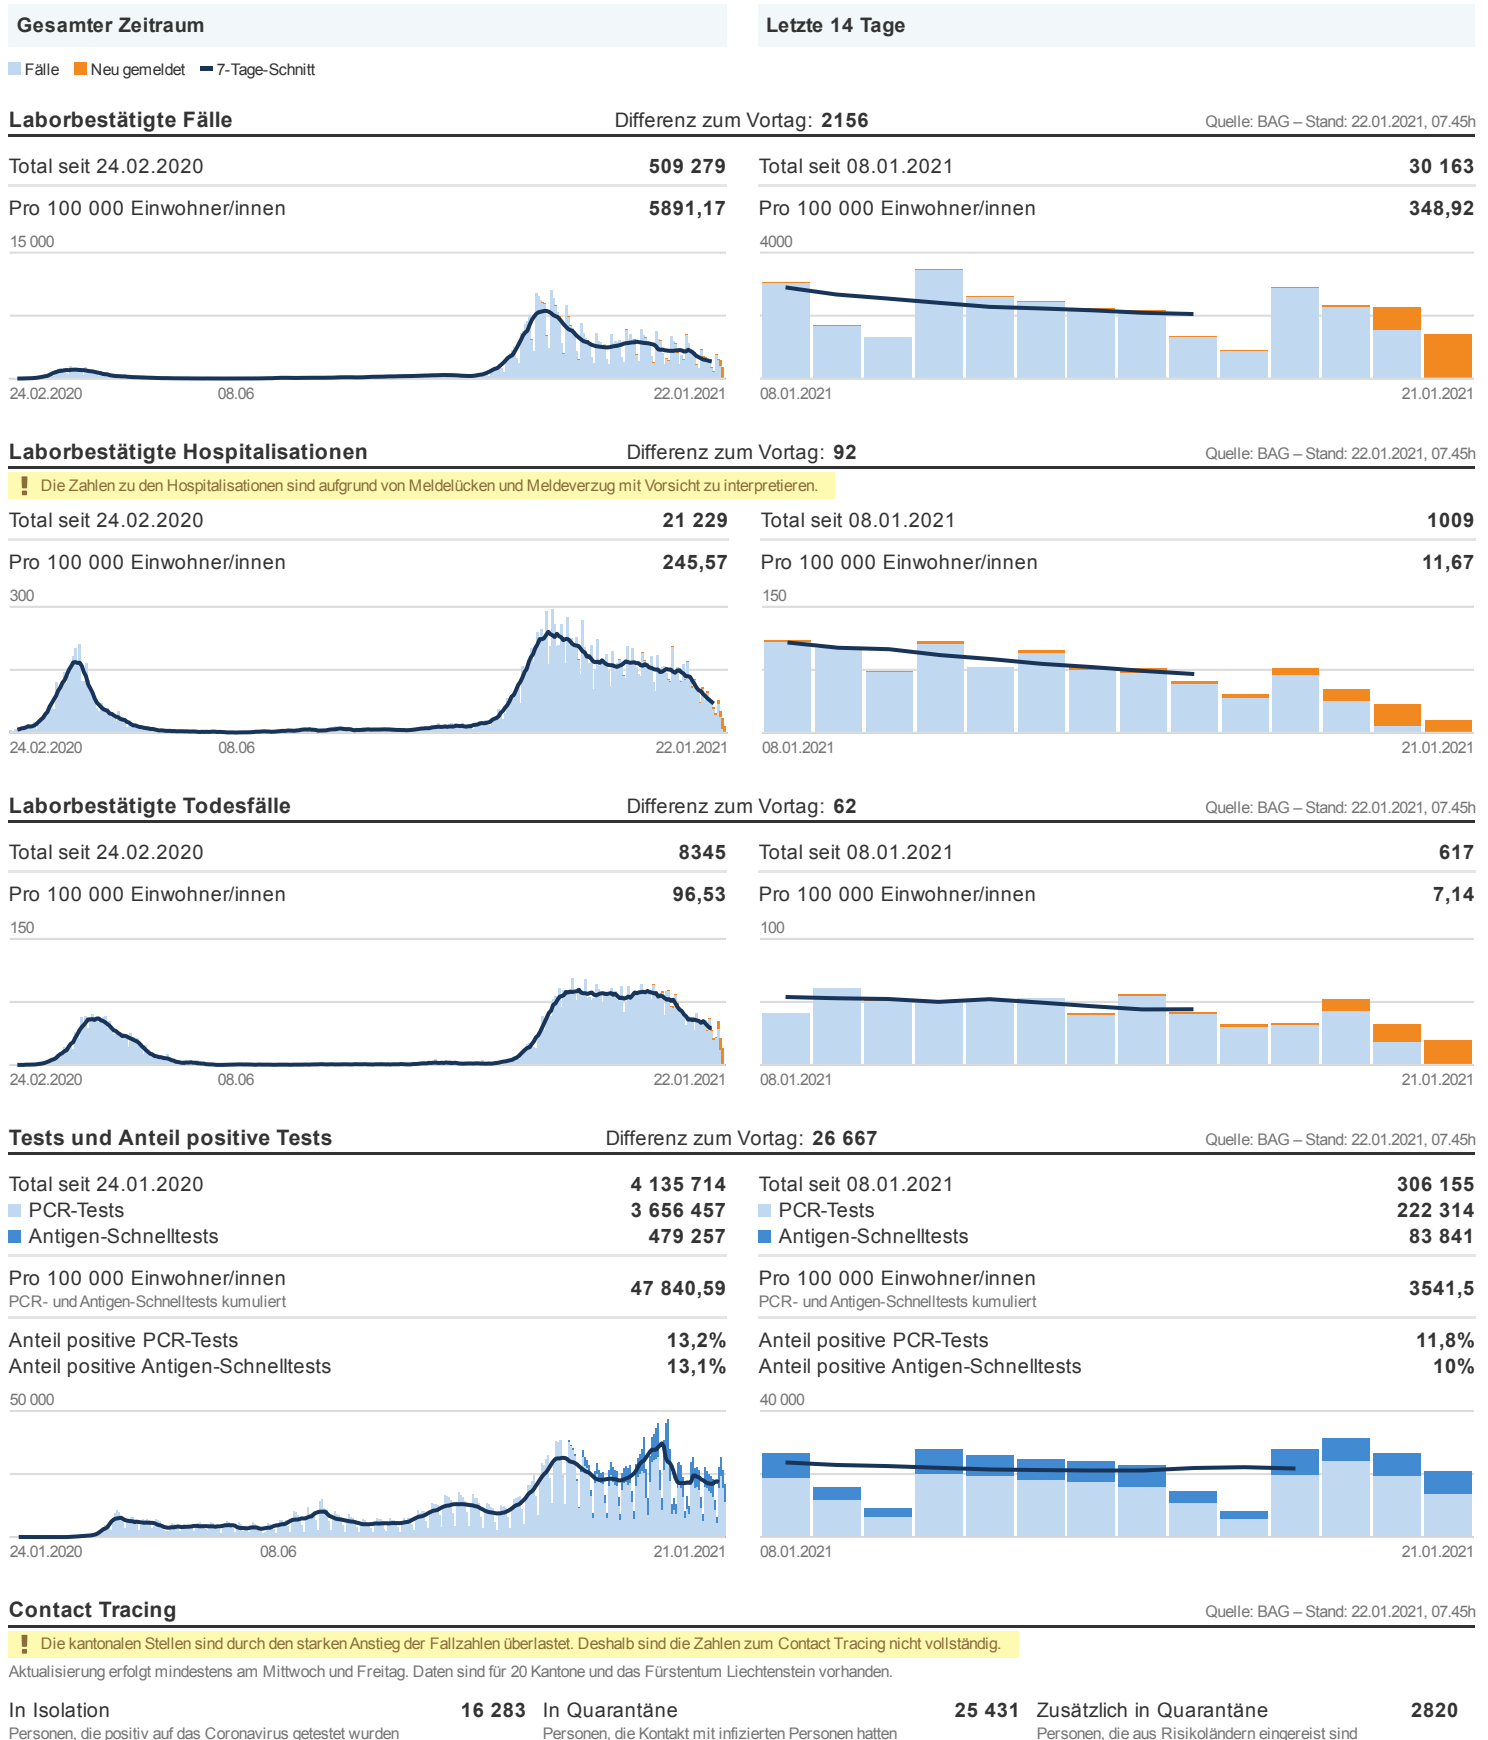 Gesamter Zeitraum
Letzte 14 Tage
Fälle Neu gemeldet 7-Tage-Schnitt
Laborbestätigte Fälle Differenz zum Vortag: 2156 Quelle: BAG – Stand: 22.01.2021, 07.45h
Total seit 24.02.2020 509 279
Pro 100 000 Einwohner/innen 5891,17
15 000
24.02.2020 08.06 22.01.2021
Total seit 08.01.2021 30 163
Pro 100 000 Einwohner/innen 348,92
4000
08.01.2021 21.01.2021
Laborbestätigte Hospitalisationen Differenz zum Vortag: 92 Quelle: BAG – Stand: 22.01.2021, 07.45h
! Die Zahlen zu den Hospitalisationen sind aufgrund von Meldelücken und Meldeverzug mit Vorsicht zu interpretieren.
Total seit 24.02.2020 21 229
Pro 100 000 Einwohner/innen 245,57
300
24.02.2020 08.06 22.01.2021
Total seit 08.01.2021 1009
Pro 100 000 Einwohner/innen 11,67
150
08.01.2021 21.01.2021
Laborbestätigte Todesfälle Differenz zum Vortag: 62 Quelle: BAG – Stand: 22.01.2021, 07.45h
Total seit 24.02.2020 8345
Pro 100 000 Einwohner/innen 96,53
150
24.02.2020 08.06 22.01.2021
Total seit 08.01.2021 617
Pro 100 000 Einwohner/innen 7,14
100
08.01.2021 21.01.2021
Tests und Anteil positive Tests Differenz zum Vortag: 26 667 Quelle: BAG – Stand: 22.01.2021, 07.45h
Total seit 24.01.2020 4 135 714
PCR-Tests 3 656 457
Antigen-Schnelltests 479 257
Pro 100 000 Einwohner/innen 47 840,59
PCR- und Antigen-Schnelltests kumuliert
Anteil positive PCR-Tests 13,2%
Anteil positive Antigen-Schnelltests 13,1%
50 000
24.01.2020 08.06 21.01.2021
Total seit 08.01.2021 306 155
PCR-Tests 222 314
Antigen-Schnelltests 83 841
Pro 100 000 Einwohner/innen 3541,5
PCR- und Antigen-Schnelltests kumuliert
Anteil positive PCR-Tests 11,8%
Anteil positive Antigen-Schnelltests 10%
40 000
08.01.2021 21.01.2021
Contact Tracing Quelle: BAG – Stand: 22.01.2021, 07.45h
! Die kantonalen Stellen sind durch den starken Anstieg der Fallzahlen überlastet. Deshalb sind die Zahlen zum Contact Tracing nicht vollständig.
Aktualisierung erfolgt mindestens am Mittwoch und Freitag. Daten sind für 20 Kantone und das Fürstentum Liechtenstein vorhanden.
In Isolation 16 283
Personen, die positiv auf das Coronavirus getestet wurden
In Quarantäne 25 431
Personen, die Kontakt mit infizierten Personen hatten
Zusätzlich in Quarantäne 2820
Personen, die aus Risikoländern eingereist sind